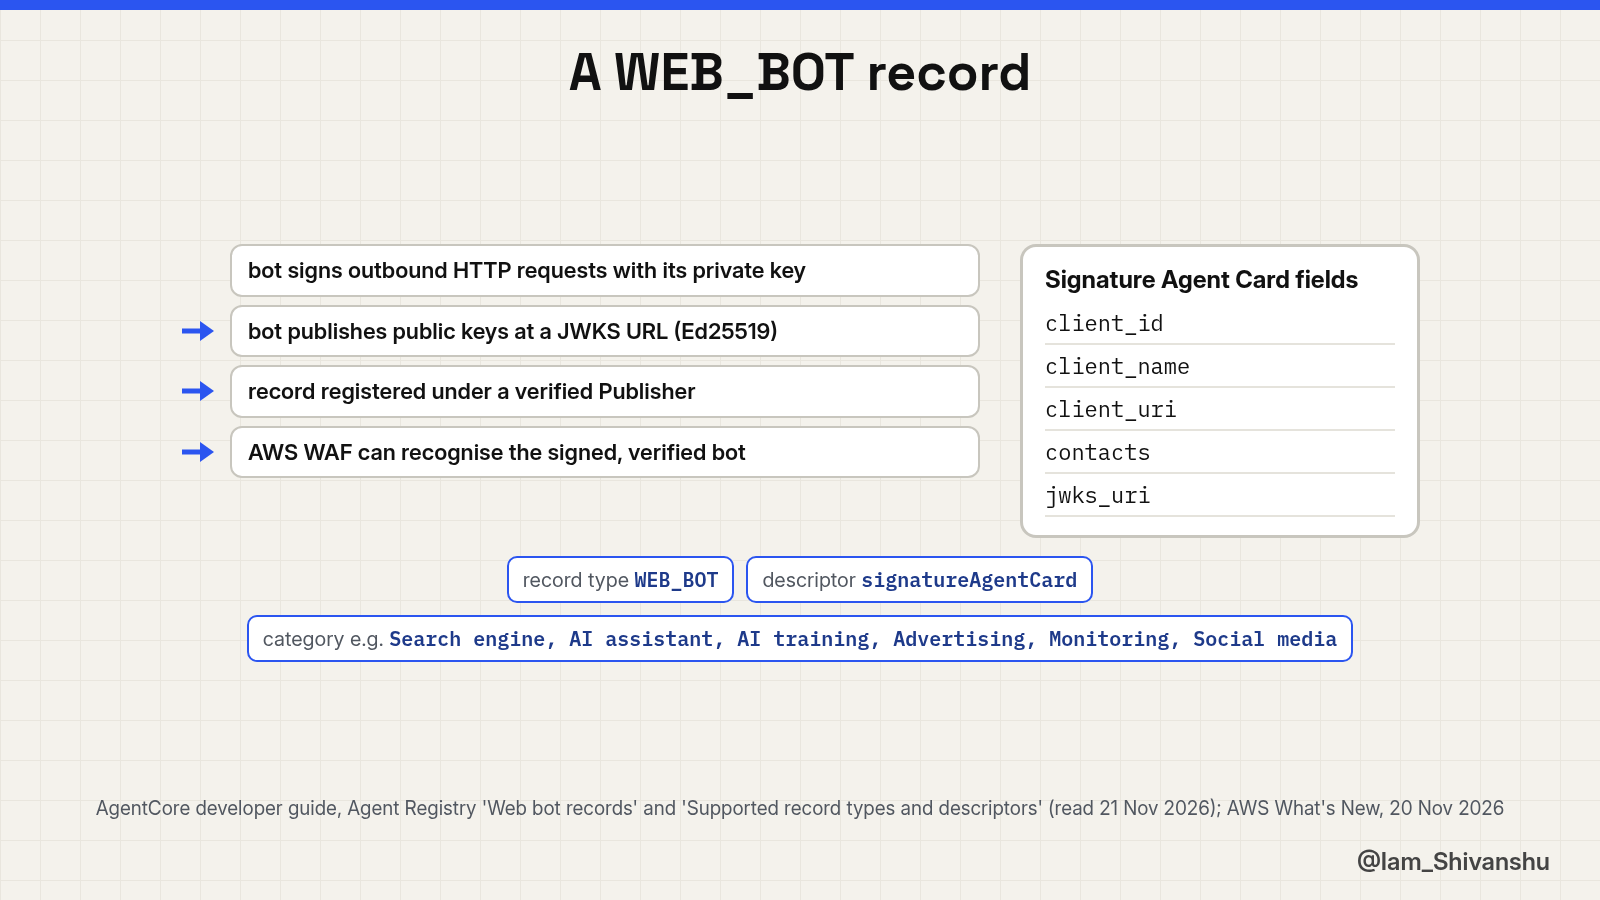 A WEB_BOT record
bot signs outbound HTTP requests with its private key
bot publishes public keys at a JWKS URL (Ed25519)
record registered under a verified Publisher
AWS WAF can recognise the signed, verified bot
Signature Agent Card fields
client_id
client_name
client_uri
contacts
jwks_uri
record type WEB_BOT
descriptor signatureAgentCard
category e.g. Search engine, AI assistant, AI training, Advertising, Monitoring, Social media
AgentCore developer guide, Agent Registry 'Web bot records' and 'Supported record types and descriptors' (read 21 Nov 2026); AWS What's New, 20 Nov 2026
@Iam_Shivanshu